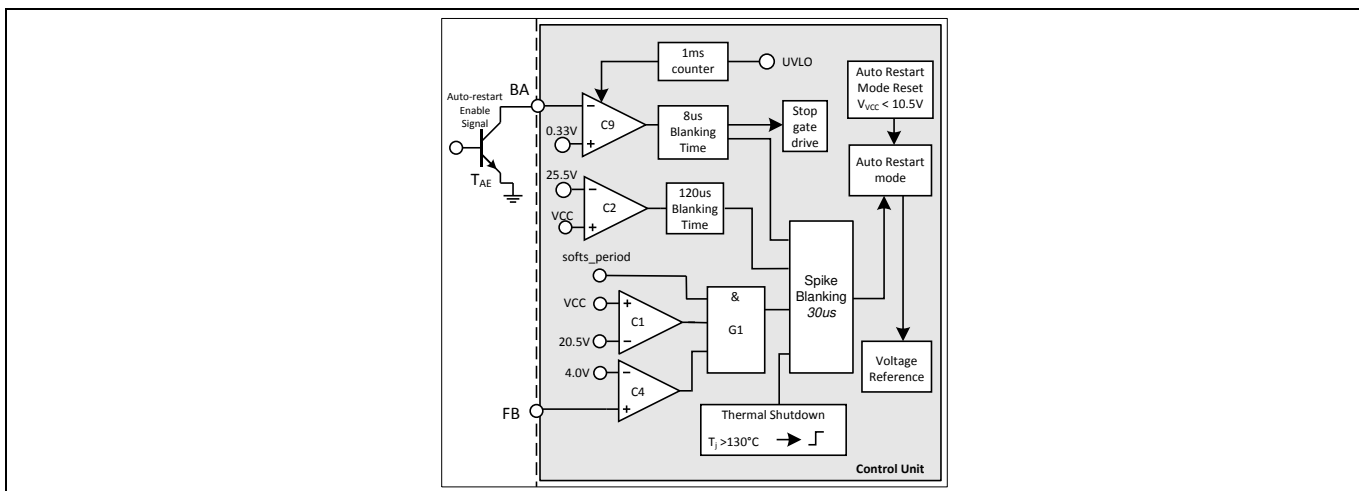 1ms
counter
UVLO
Auto Restart
Mode Reset
VVCC < 10.5V
BA
Auto-restart
Enable
Signal
TAE
−
C9
+
0.33V
8us
Blanking
Time
Stop
gate
drive
Auto Restart
mode
25.5V
−
C2
+
VCC
120us
Blanking
Time
softs_period
VCC
+
C1
−
20.5V
&
G1
Spike
Blanking
30us
4.0V
−
C4
+
FB
Voltage
Reference
Thermal Shutdown
Tj >130°C
Control Unit